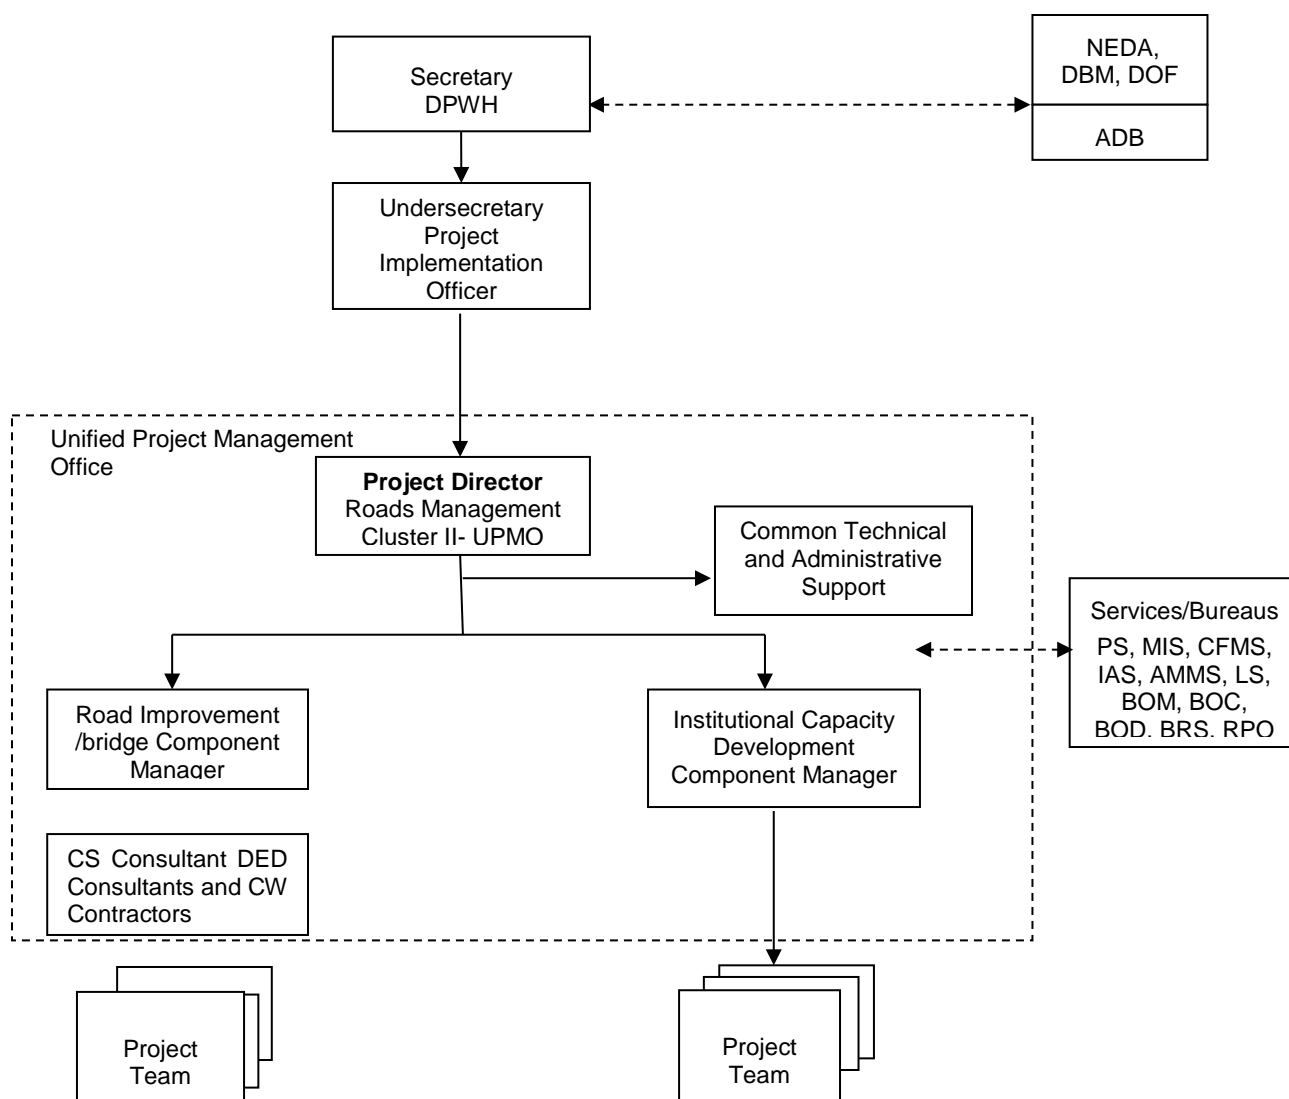 Secretary
DPWH
NEDA,
DBM, DOF
ADB
Undersecretary
Project
Implementation
Officer
Unified Project Management
Office
Project Director
Roads Management
Cluster II- UPMO
Common Technical
and Administrative
Support
Services/Bureaus
PS, MIS, CFMS,
IAS, AMMS, LS,
BOM, BOC,
BOD, BRS, RPO
Road Improvement
/bridge Component
Manager
Institutional Capacity
Development
Component Manager
CS Consultant DED
Consultants and CW
Contractors
Project
Team
Project
Team